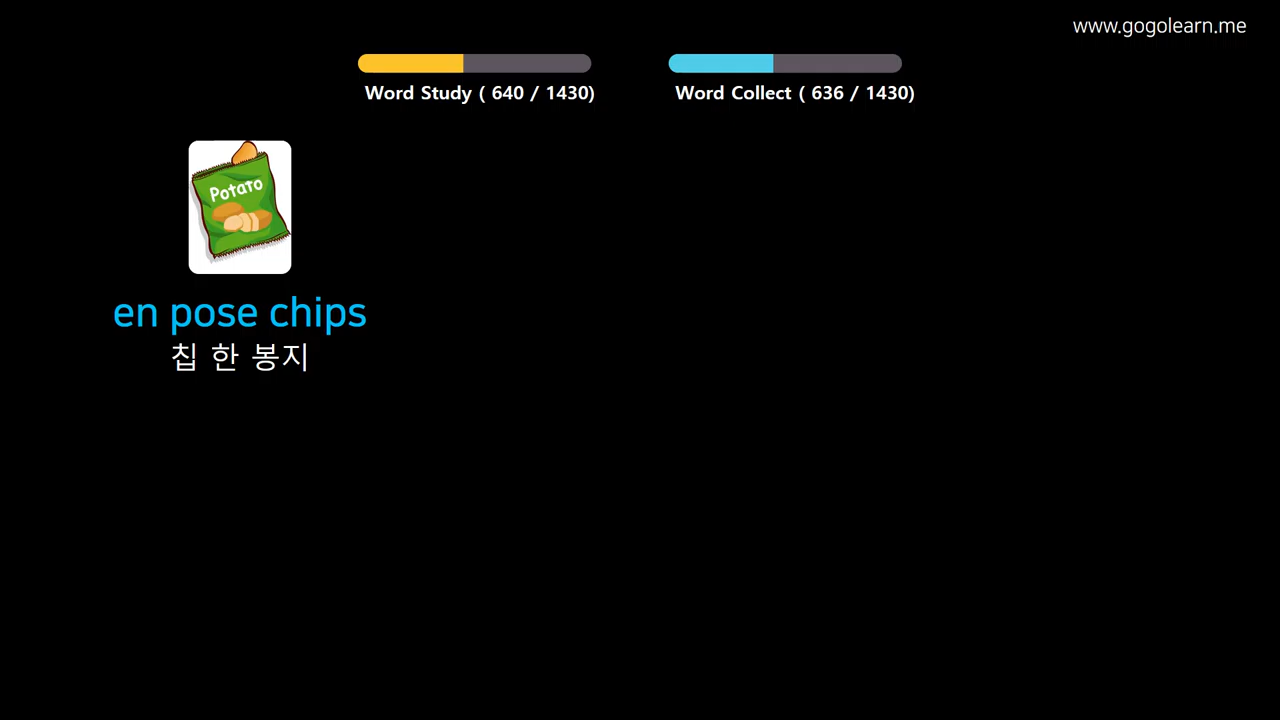 www.gogolearn.me
Word Study ( 640 / 1430)
Word Collect ( 636 / 1430)
Potato
en pose chips
칩 한 봉지